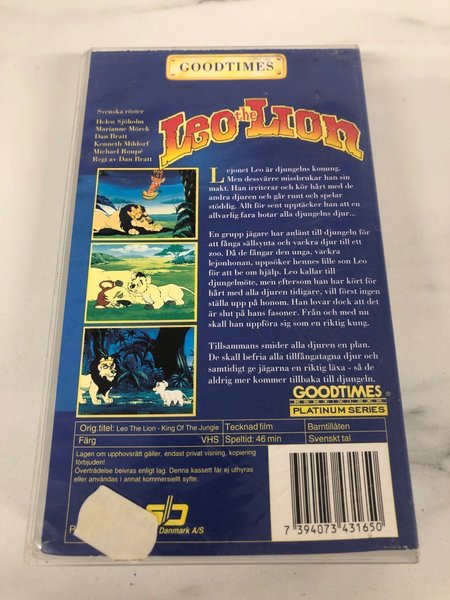 GOODTIMES
Svenska röster
Helen Sjöholm
Marianne Mörck
Dan Bratt
Kenneth Mildorf
Michael Roupé
Regi av Dan Bratt
Leo the Lion
Lejonet Leo är djungelns konung.
Men dessvärre missbrukar han sin
makt. Han irriterar och kör hårt med de
andra djuren och går runt och spelar
stöddig. Allt för sent upptäcker han att en
allvarlig fara hotar alla djungelns djur...
En grupp jägare har anlänt till djungeln för
att fånga sällsynta och vackra djur till ett
zoo. Då de fångar den unga, vackra
lejonhonan, uppsöker hennes lille son Leo
för att be om hjälp. Leo kallar till
djungelmöte, men eftersom han har kört för
hårt med alla djuren tidigare, vill först ingen
ställa upp på honom. Han lovar dock att det
är slut på hans fasoner. Från och med nu
skall han uppföra sig som en riktig kung.
Tillsammans smider alla djuren en plan.
De skall befria alla tillfångatagna djur och
samtidigt ge jägarna en riktig läxa - så de
aldrig mer kommer tillbaka till djungeln.
GOODTIMES
PLATINUM SERIES
Orig.titel: Leo The Lion - King Of The Jungle Tecknad film Barntillåten
Färg VHS Speltid: 46 min Svenskt tal
Lagen om upphovsrätt gäller, endast privat visning, kopiering
förbjuden!
Överträdelse beivras enligt lag. Denna kassett får ej uthyras
eller användas i annat kommersiellt syfte.
Danmark A/S
7 394073 431650